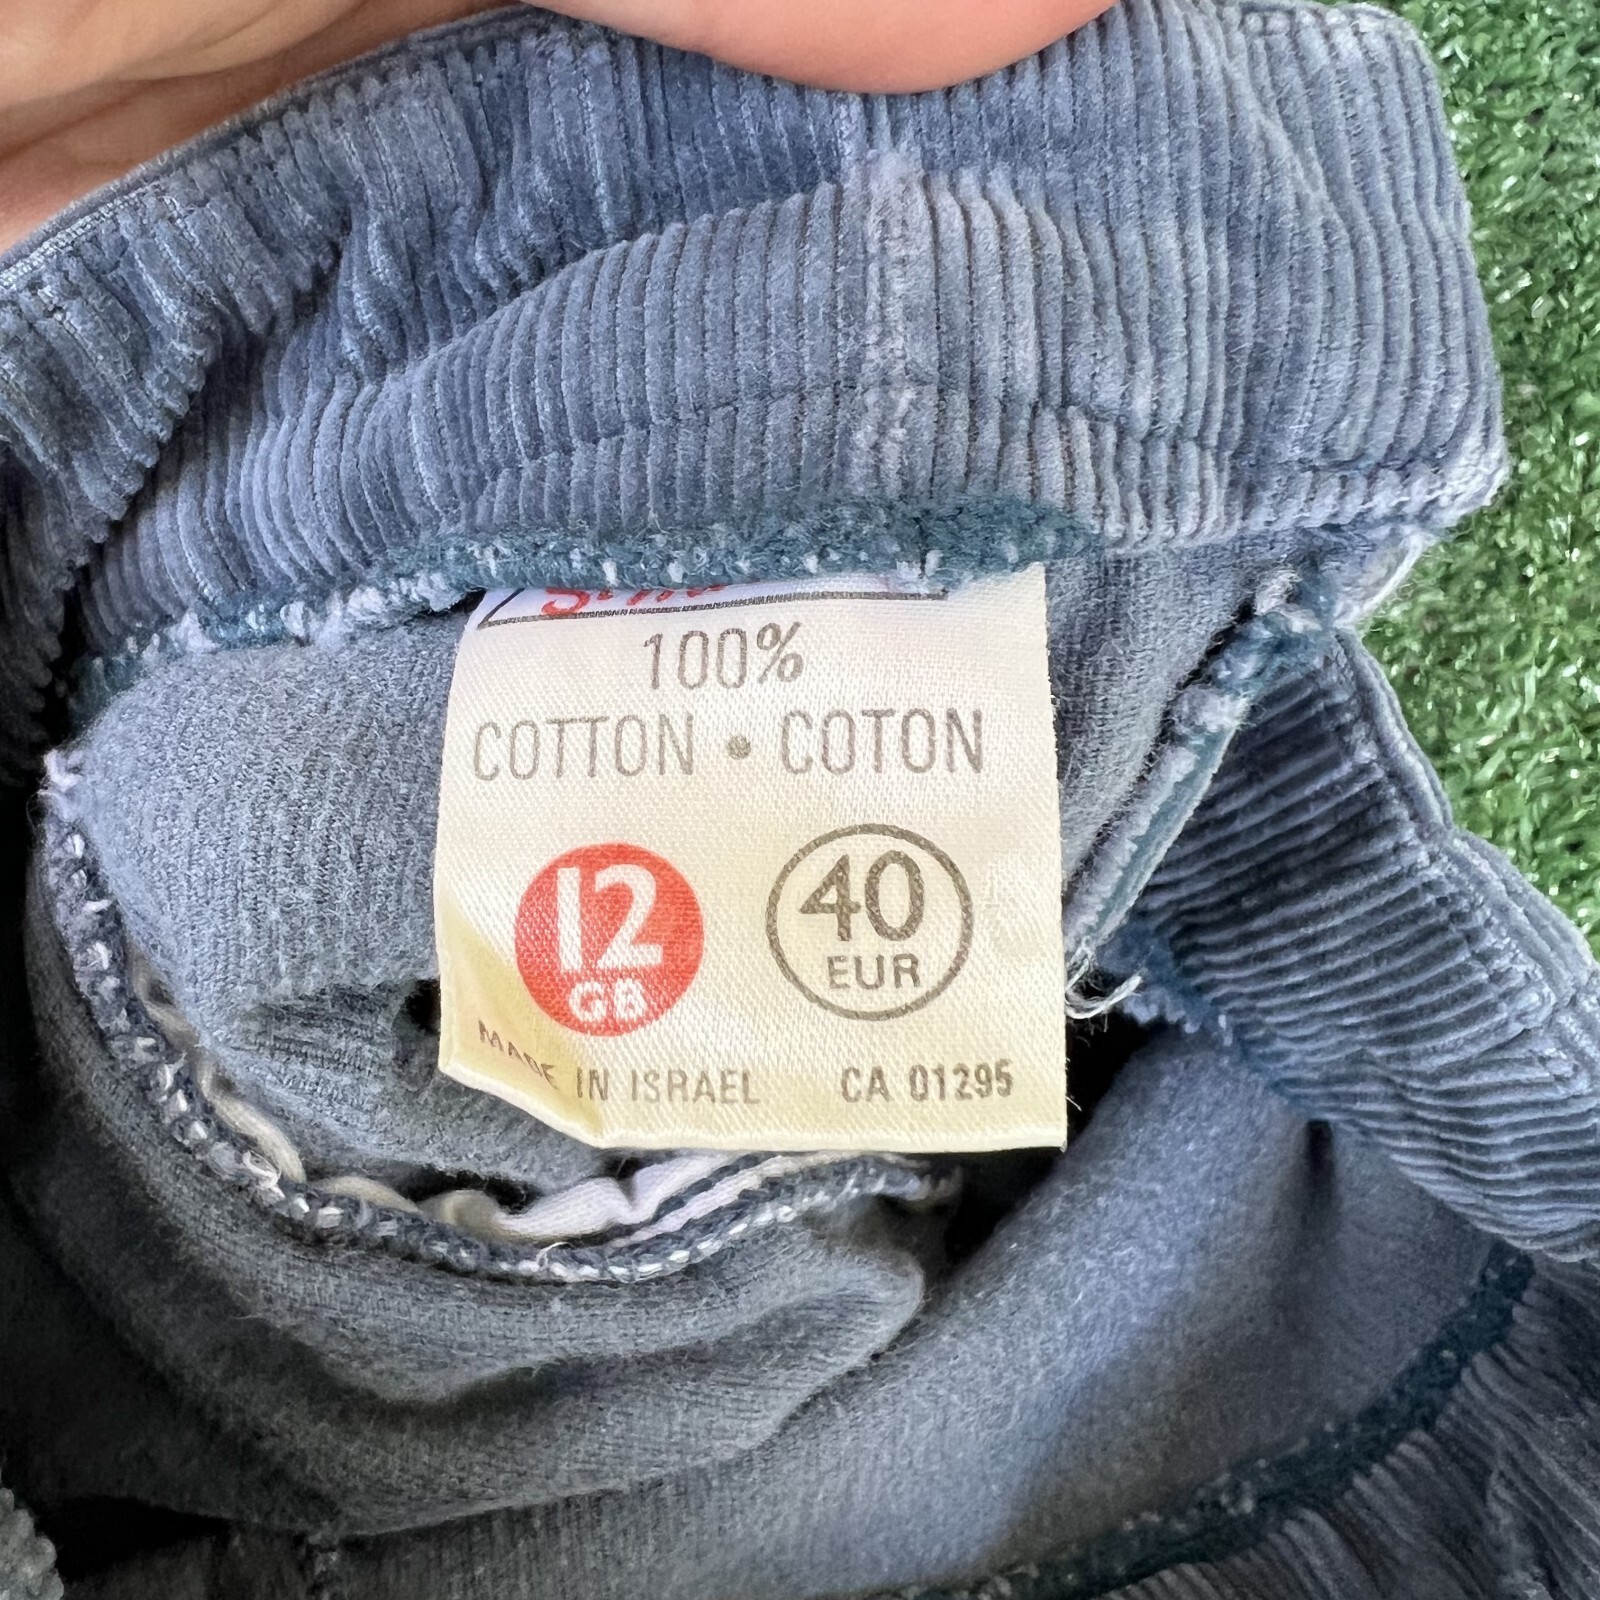 100%
COTTON • COTON
12 40
GB EUR
MADE IN ISRAEL CA 01295